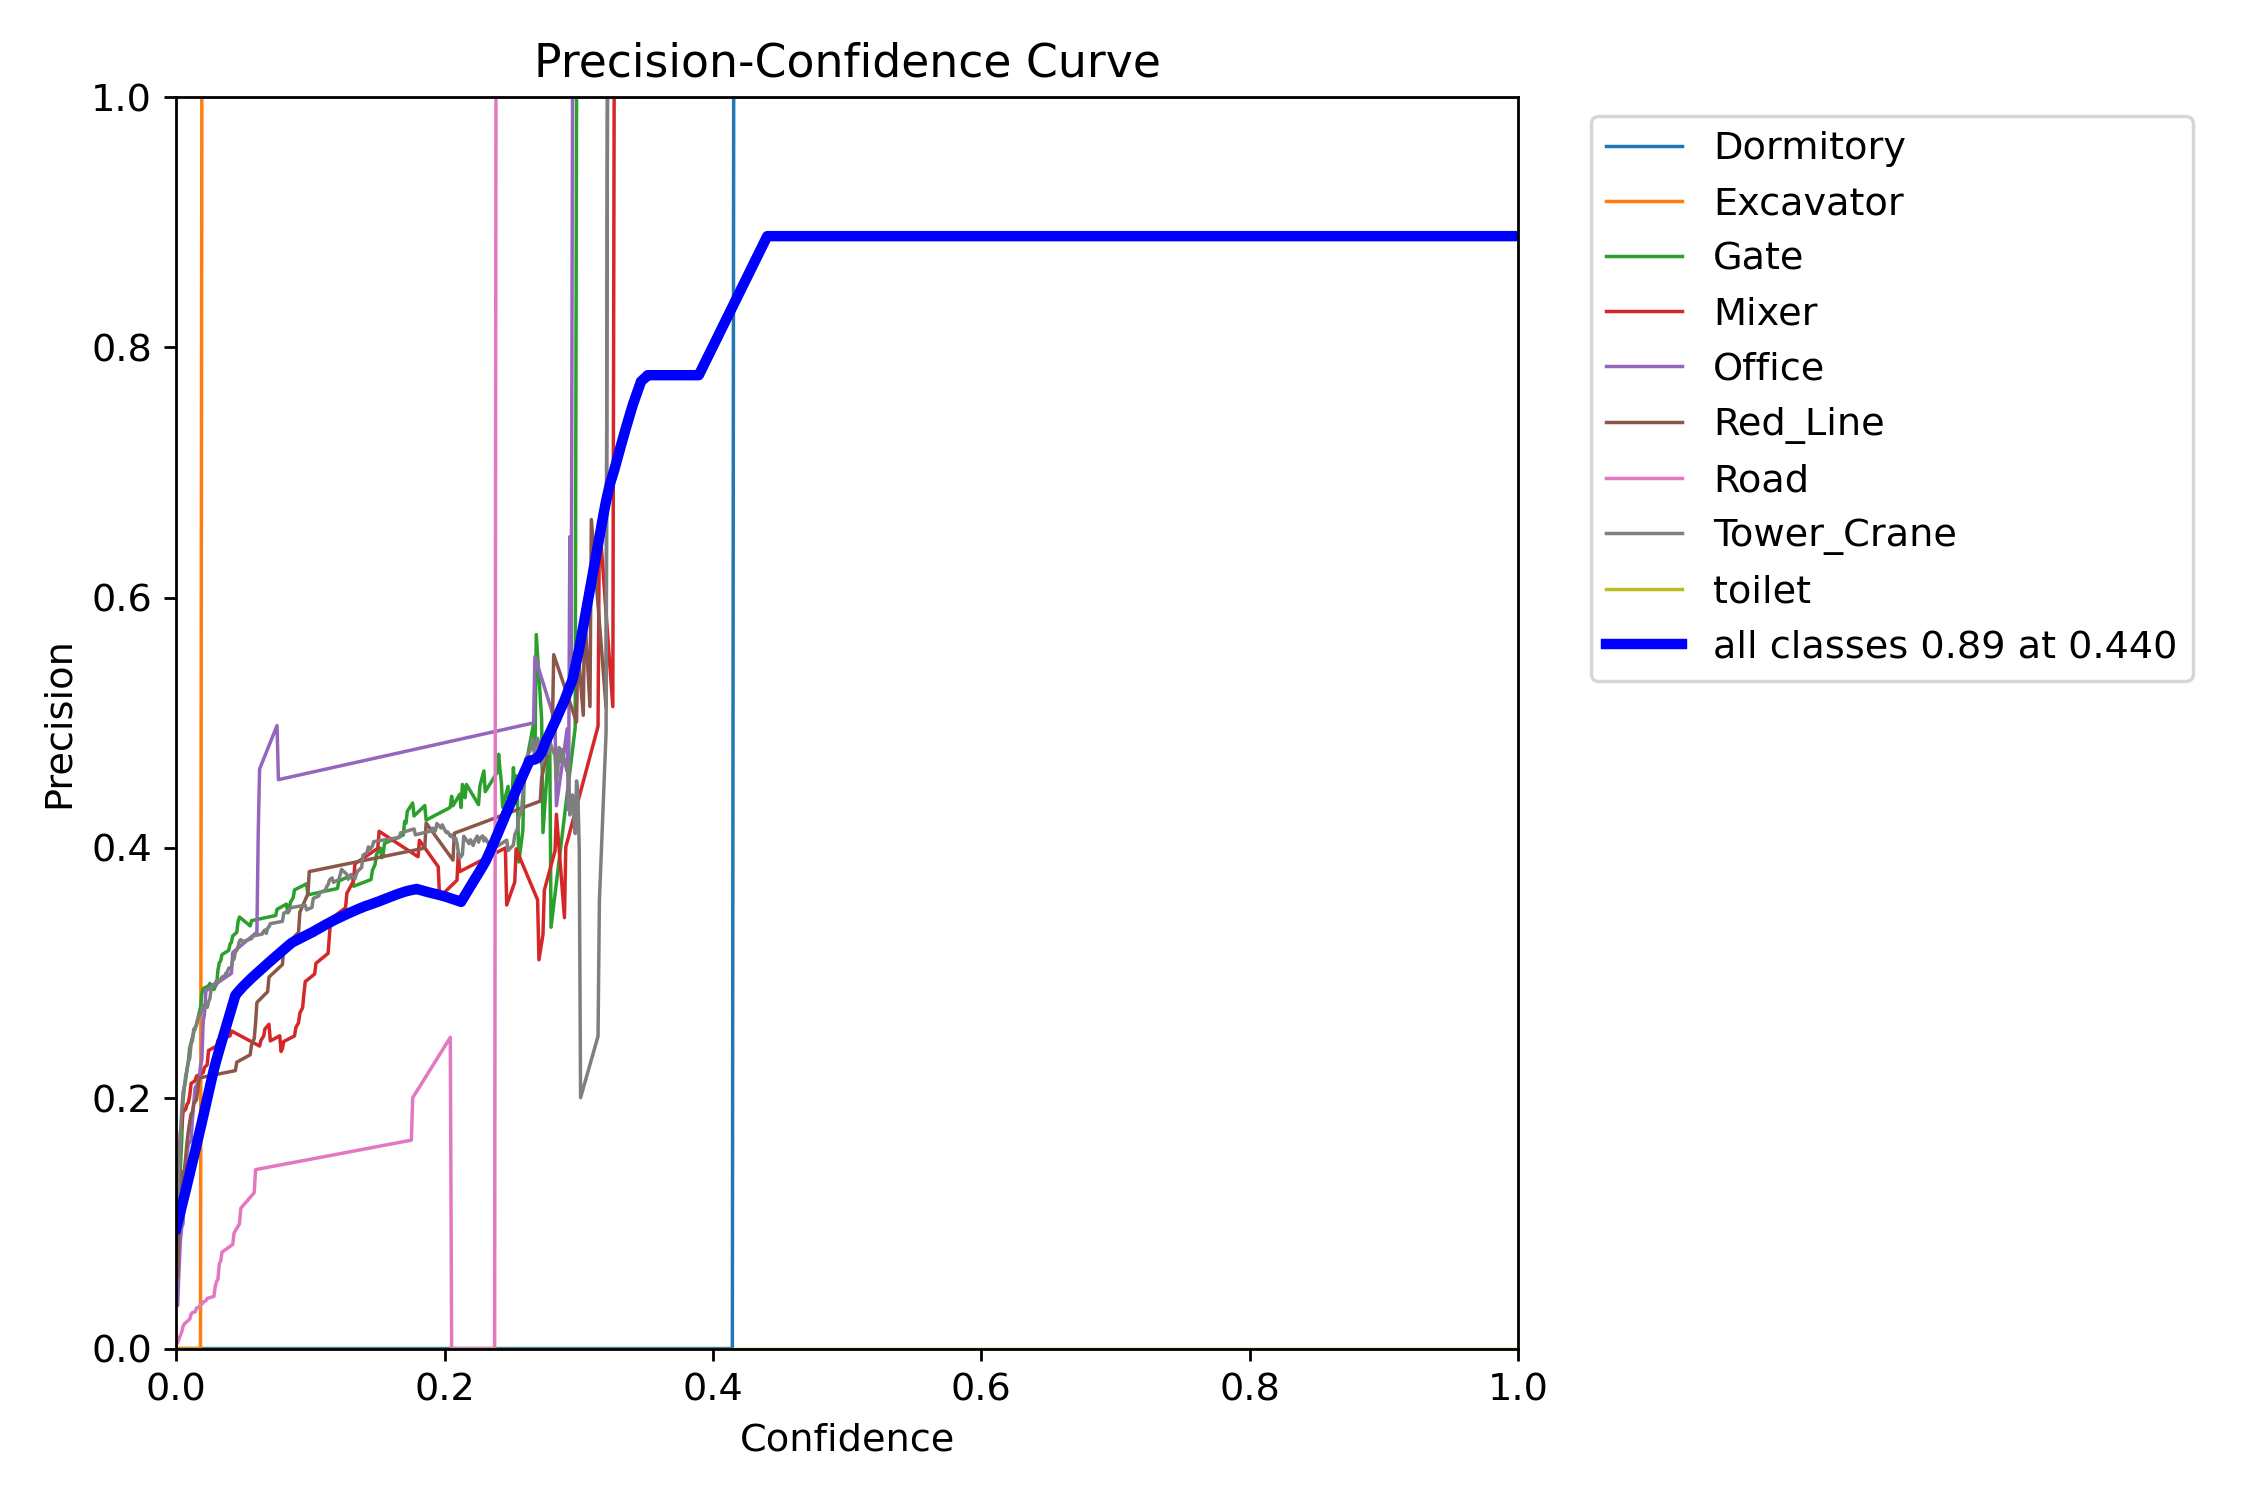 Precision-Confidence Curve
1.0
0.8
0.6
0.4
0.2
0.0
Precision
0.0 0.2 0.4 0.6 0.8 1.0
Confidence
Dormitory
Excavator
Gate
Mixer
Office
Red_Line
Road
Tower_Crane
toilet
all classes 0.89 at 0.440